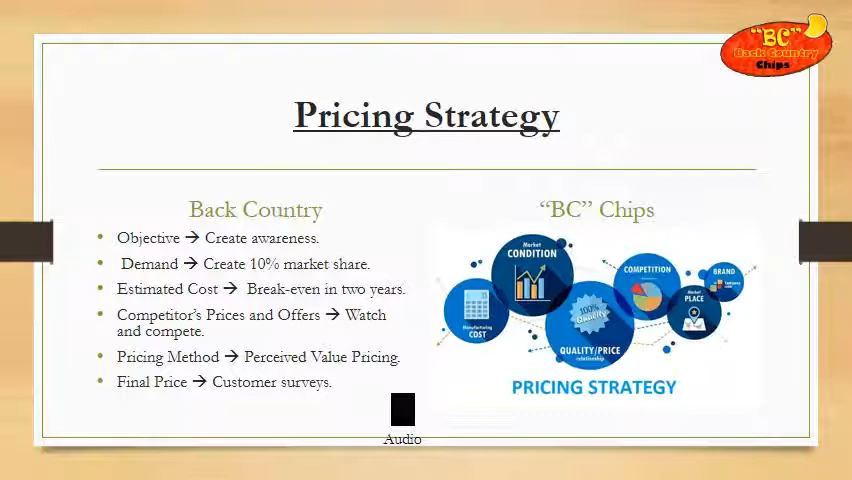 "BC"
Back Country
Chips
Pricing Strategy
Back Country
• Objective → Create awareness.
• Demand → Create 10% market share.
• Estimated Cost → Break-even in two years.
• Competitor's Prices and Offers → Watch
and compete.
• Pricing Method → Perceived Value Pricing.
• Final Price → Customer surveys.
"BC" Chips
Market
CONDITION
Manufacturing
COST
100%
Quality
QUALITY/PRICE
relationship
COMPETITION
Market
PLACE
BRAND
PRICING STRATEGY
Audio